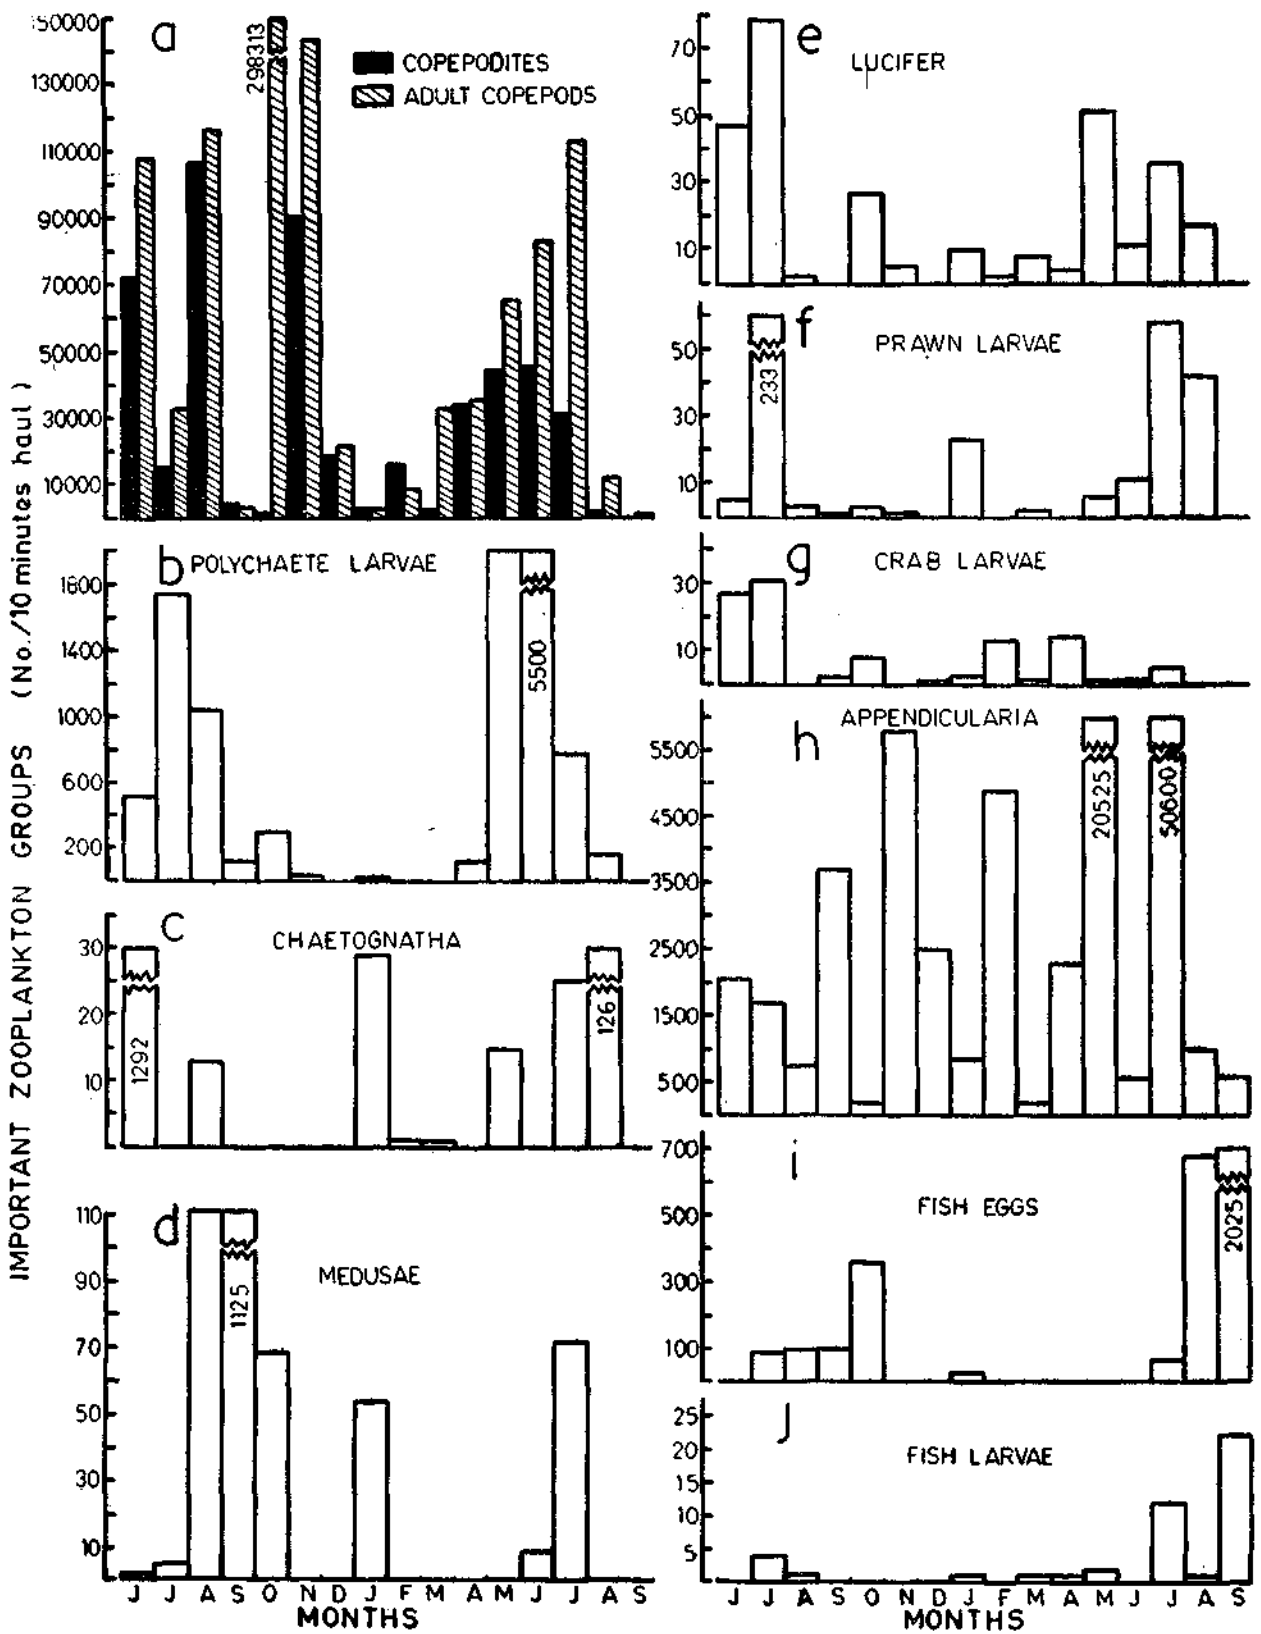 IMPORTANT ZOOPLANKTON GROUPS (No./10 minutes haul)
a
150000
130000
110000
90000
70000
50000
30000
10000
298313
COPEPODITES
ADULT COPEPODS
b POLYCHAETE LARVAE
1800
1400
1000
600
200
5500
c
CHAETOGNATHA
30
20
10
1292
126
d
MEDUSAE
110
90
70
50
30
10
1125
J J A S O N D J F M A M J J A S
MONTHS
e
LUCIFER
70
50
30
10
f
PRAWN LARVAE
50
30
10
233
g
CRAB LARVAE
30
10
h
APPENDICULARIA
5500
4500
3500
2500
1500
500
20525
50600
i
FISH EGGS
700
500
300
100
2025
j
FISH LARVAE
25
20
15
10
5
J J A S O N D J F M A M J J A S
MONTHS